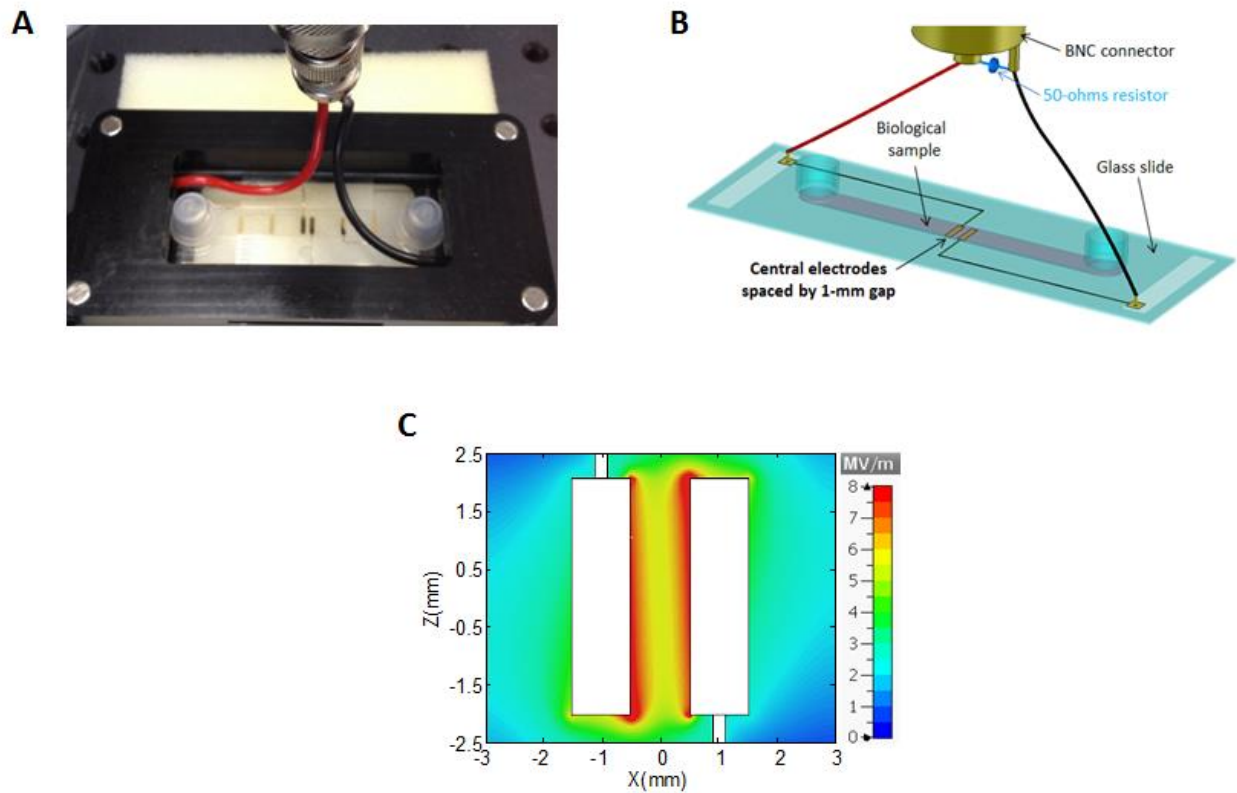 A
B
BNC connector
50-ohms resistor
Biological
sample
Glass slide
Central electrodes
spaced by 1-mm gap
C
MV/m
2.5
1.5
0.5
-0.5
-1.5
-2.5
Z(mm)
-3 -2 -1 0 1 2 3
X(mm)
8
7
6
5
4
3
2
1
0